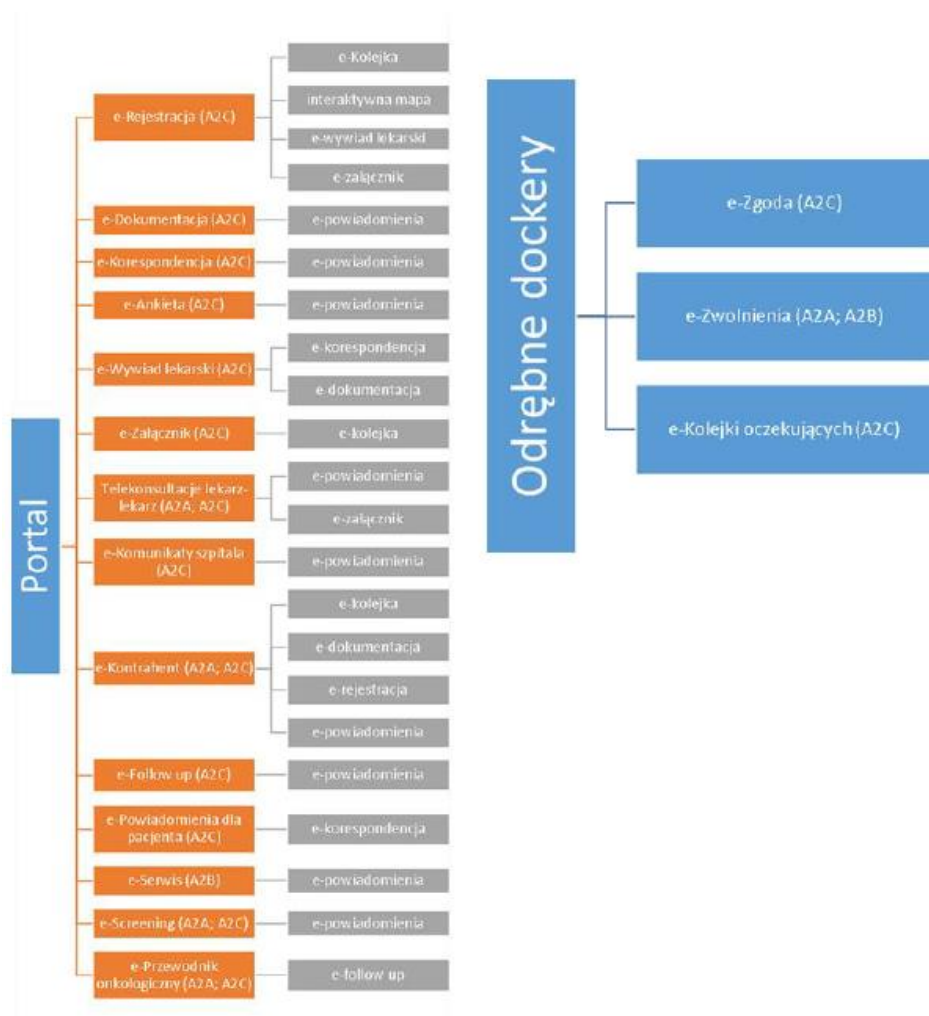 Portal
e-Rejestracja (A2C)
e-Kolejka
interaktywna mapa
e-wywiad lekarski
e-załącznik
e-Dokumentacja (A2C)
e-powiadomienia
e-Korespondencja (A2C)
e-powiadomienia
e-Ankieta (A2C)
e-powiadomienia
e-Wywiad lekarski (A2C)
e-korespondencja
e-dokumentacja
e-Załącznik (A2C)
e-kolejka
Telekonsultacje lekarz-
lekarz (A2A; A2C)
e-powiadomienia
e-załącznik
e-Komunikaty szpitala
(A2C)
e-powiadomienia
e-Kontrahent (A2A; A2C)
e-kolejka
e-dokumentacja
e-rejestracja
e-powiadomienia
e-Follow up (A2C)
e-powiadomienia
e-Powiadomienia dla
pacjenta (A2C)
e-korespondencja
e-Serwis (A2B)
e-powiadomienia
e-Screening (A2A; A2C)
e-powiadomienia
e-Przewodnik
onkologiczny (A2A; A2C)
e-follow up
Odrębne dockery
e-Zgoda (A2C)
e-Zwolnienia (A2A; A2B)
e-Kolejki oczekujących (A2C)